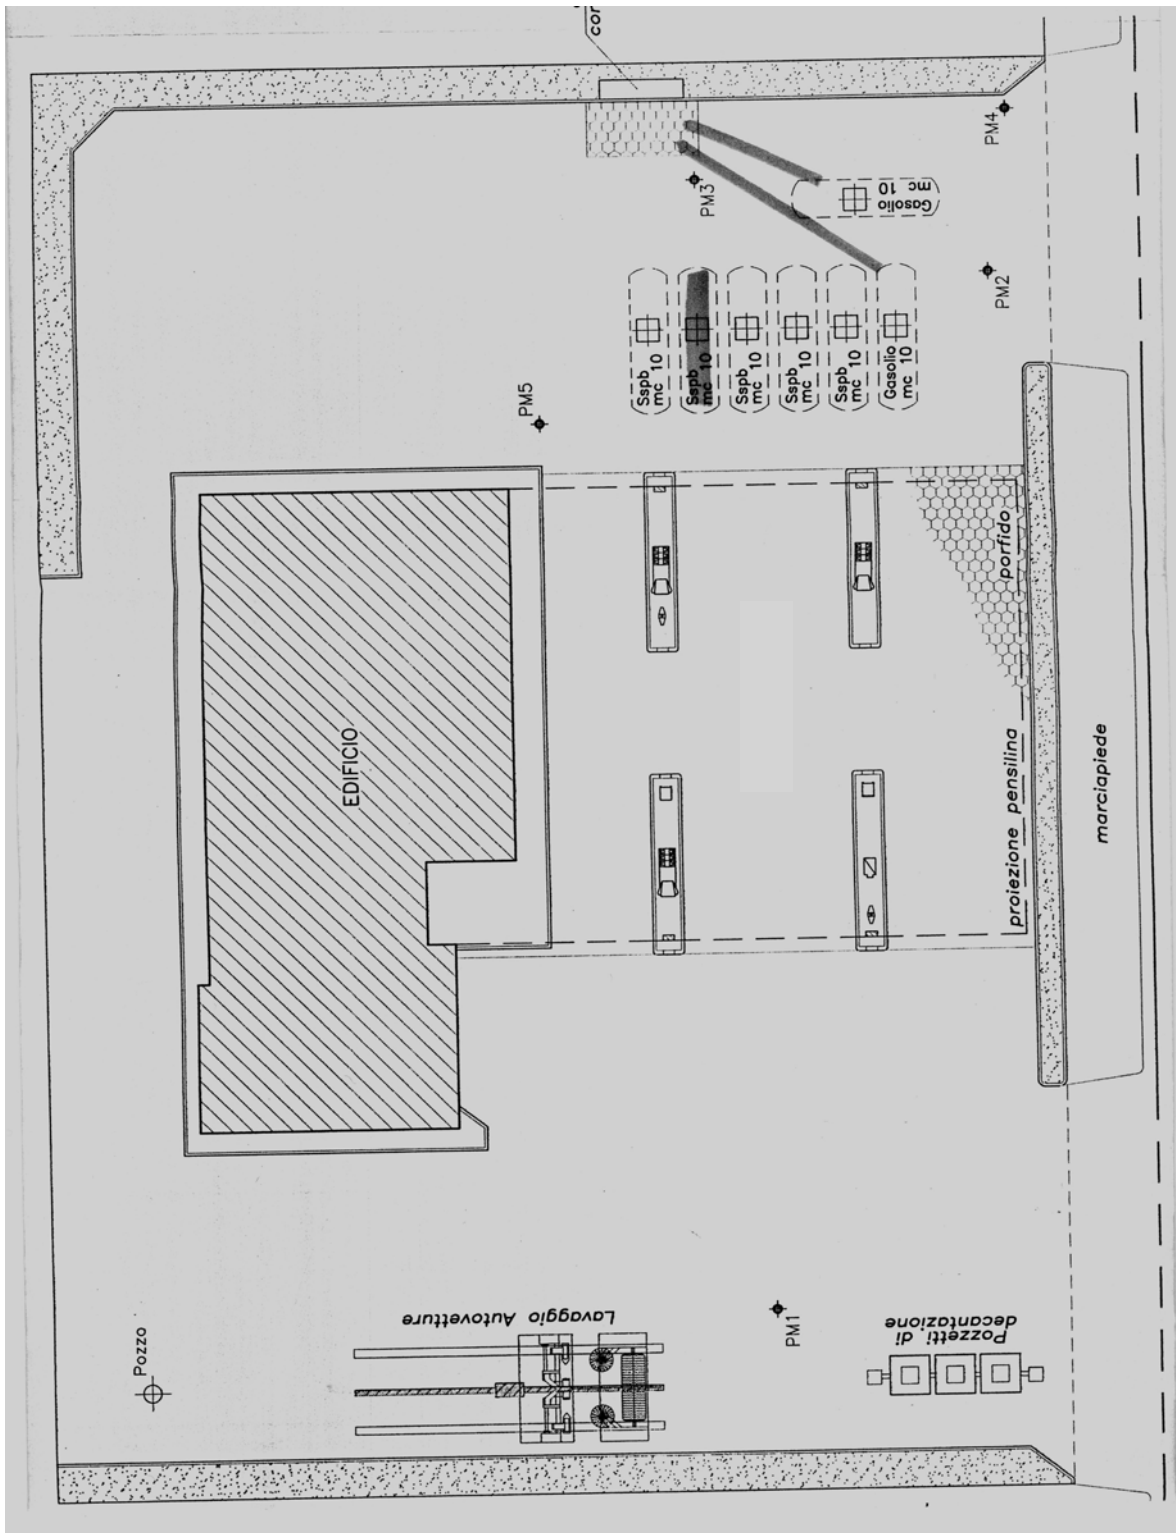 cor
PM4
PM3
Gasolio
mc 10
PM2
Sspb
mc 10
Sspb
mc 10
Sspb
mc 10
Sspb
mc 10
Sspb
mc 10
Gasolio
mc 10
PM5
porfido
EDIFICIO
proiezione pensilina
marciapiede
Pozzo
Lavaggio Autovetture
PM1
Pozzetti di
decantazione